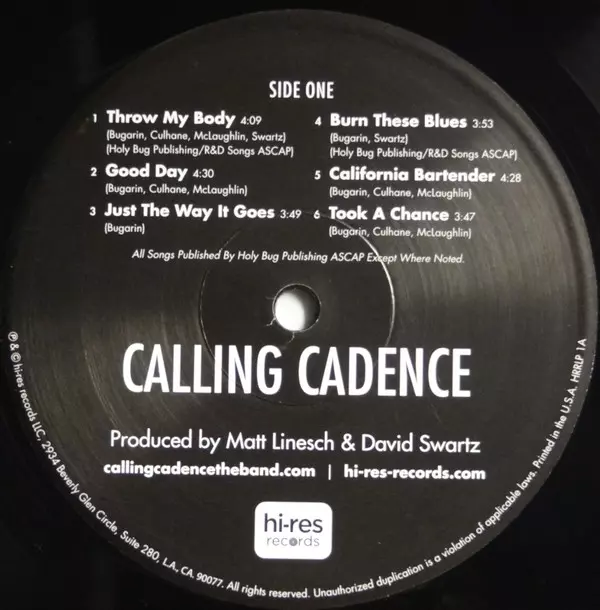 SIDE ONE
1 Throw My Body 4:09
(Bugarin, Culhane, McLaughlin, Swartz)
(Holy Bug Publishing/R&D Songs ASCAP)
2 Good Day 4:30
(Bugarin, Culhane, McLaughlin)
3 Just The Way It Goes 3:49
(Bugarin)
4 Burn These Blues 3:53
(Bugarin, Swartz)
(Holy Bug Publishing/R&D Songs ASCAP)
5 California Bartender 4:28
(Bugarin, Culhane, McLaughlin)
6 Took A Chance 3:47
(Bugarin, Culhane, McLaughlin)
All Songs Published By Holy Bug Publishing ASCAP Except Where Noted.
CALLING CADENCE
Produced by Matt Linesch & David Swartz
callingcadencetheband.com | hi-res-records.com
hi-res
records
℗ & © hi-res records LLC, 2934 Beverly Glen Circle, Suite 280, L.A. CA. 90077. All rights reserved. Unauthorized duplication is a violation of applicable laws. Printed in the U.S.A. HRRLP 1A